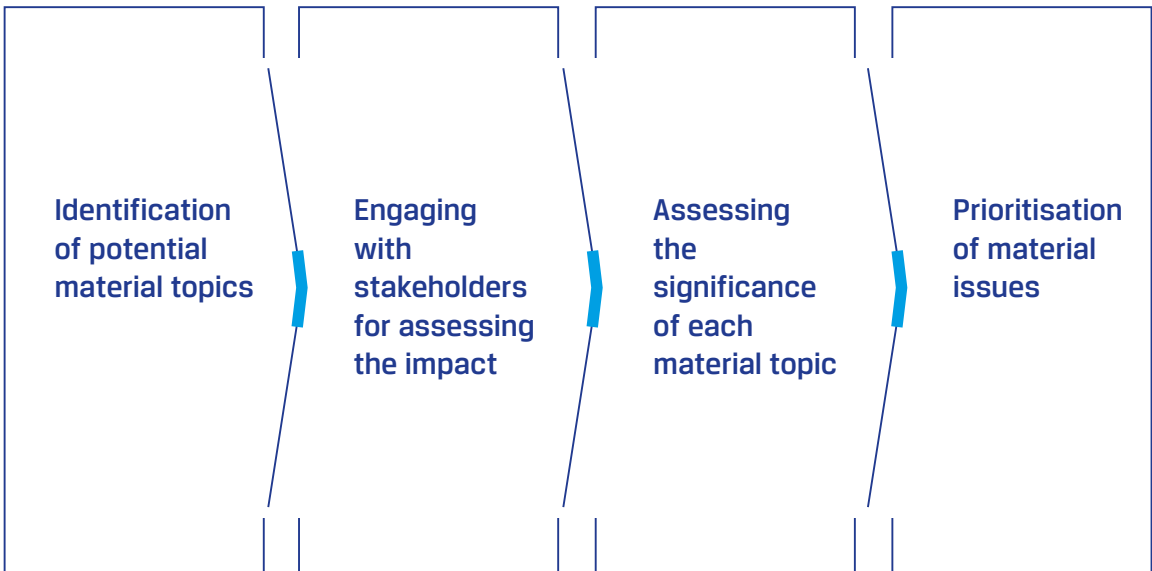 Identification
of potential
material topics
Engaging
with
stakeholders
for assessing
the impact
Assessing
the
significance
of each
material topic
Prioritisation
of material
issues